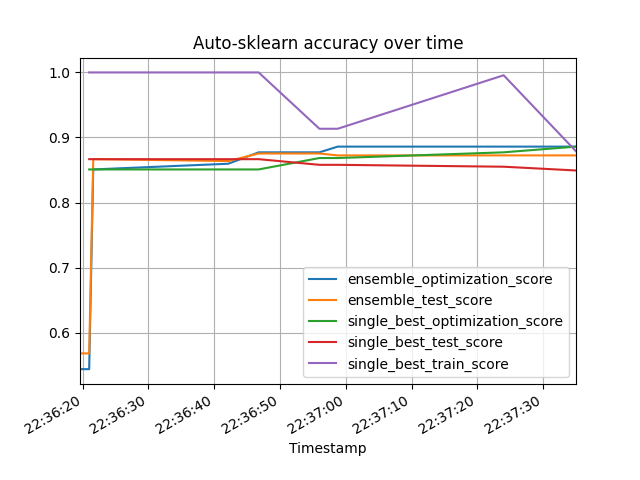 Auto-sklearn accuracy over time
1.0
0.9
0.8
0.7
0.6
ensemble_optimization_score
ensemble_test_score
single_best_optimization_score
single_best_test_score
single_best_train_score
22:36:20
22:36:30
22:36:40
22:36:50
22:37:00
22:37:10
22:37:20
22:37:30
Timestamp